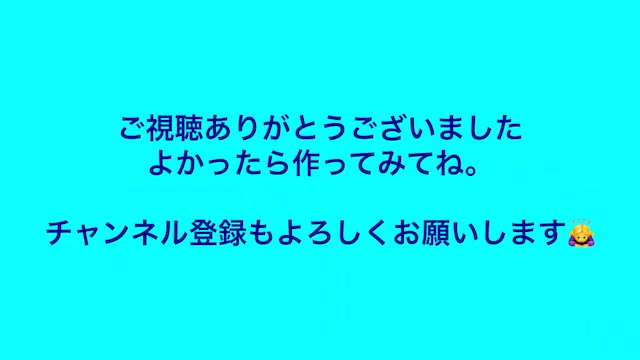 ご視聴ありがとうございました
よかったら作ってみてね。
チャンネル登録もよろしくお願いします🙇‍♀️